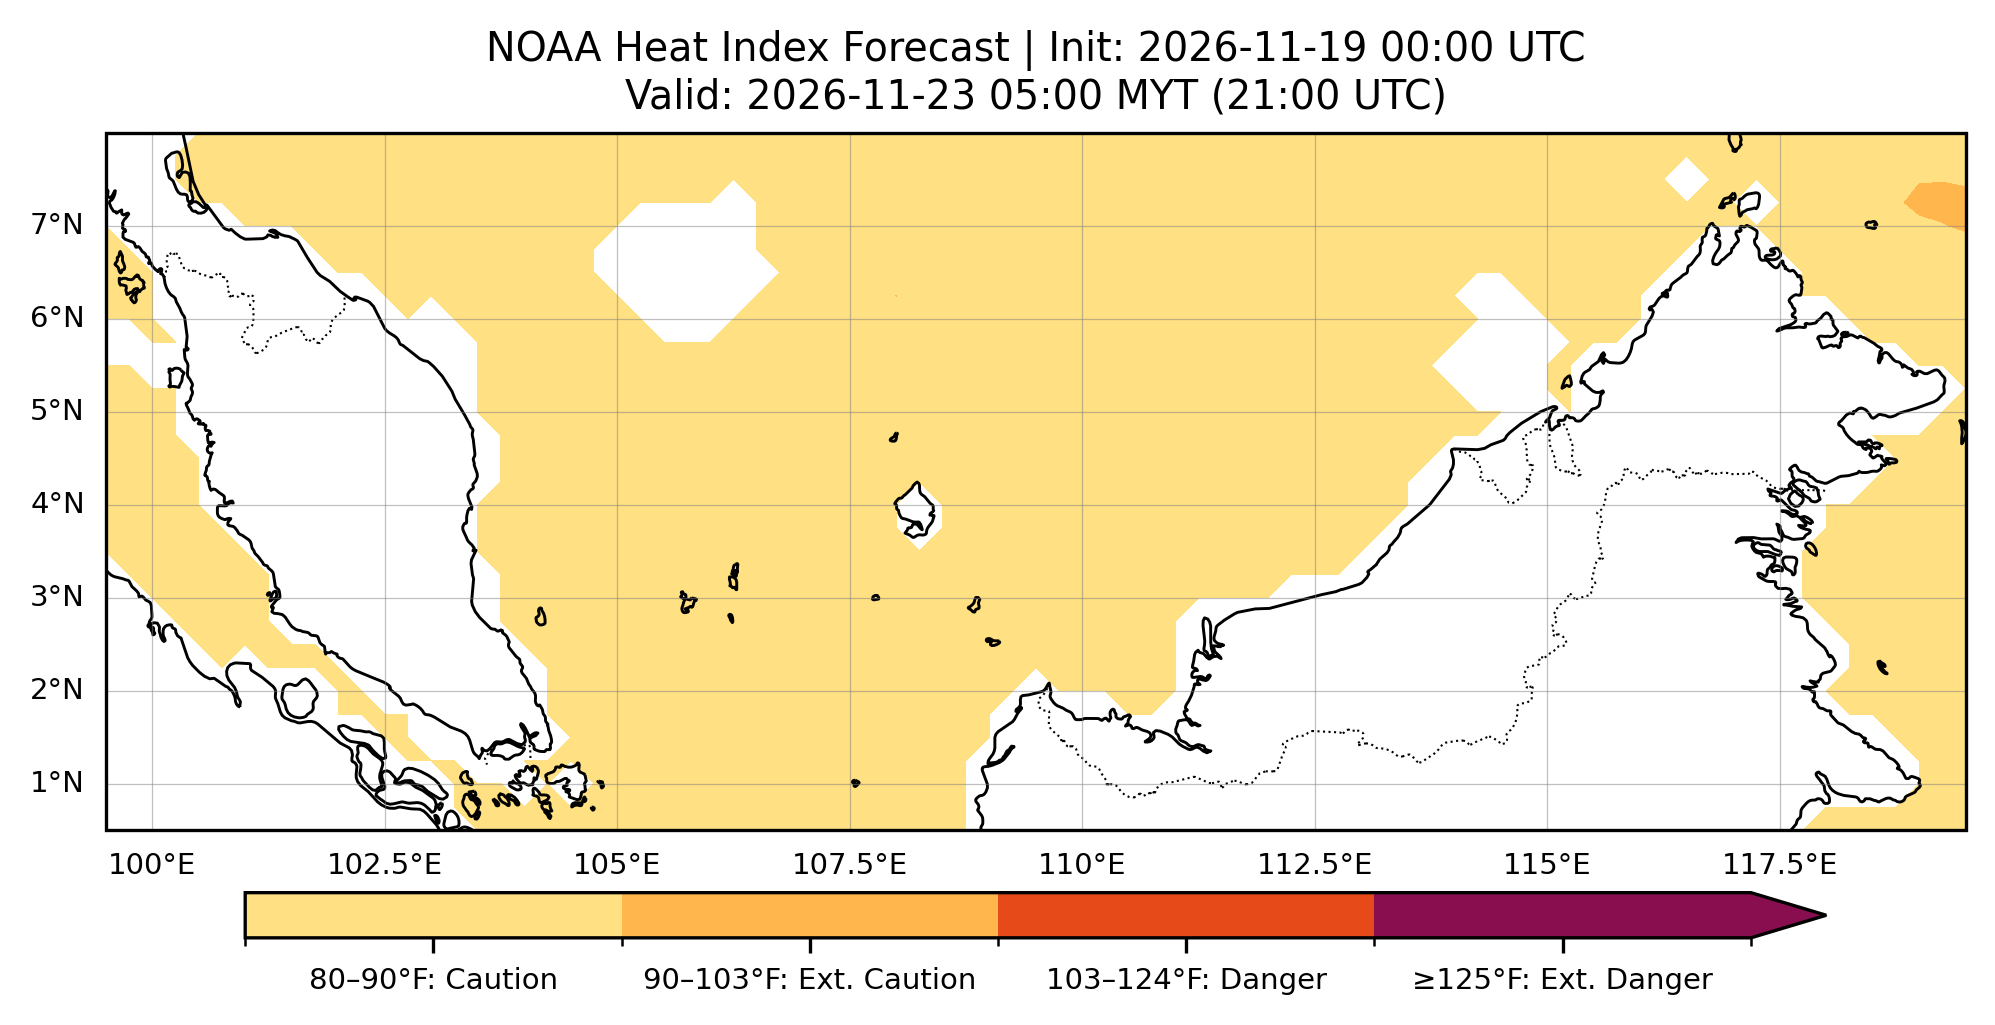 NOAA Heat Index Forecast | Init: 2026-11-19 00:00 UTC
Valid: 2026-11-23 05:00 MYT (21:00 UTC)
7°N
6°N
5°N
4°N
3°N
2°N
1°N
100°E 102.5°E 105°E 107.5°E 110°E 112.5°E 115°E 117.5°E
80–90°F: Caution 90–103°F: Ext. Caution 103–124°F: Danger ≥125°F: Ext. Danger